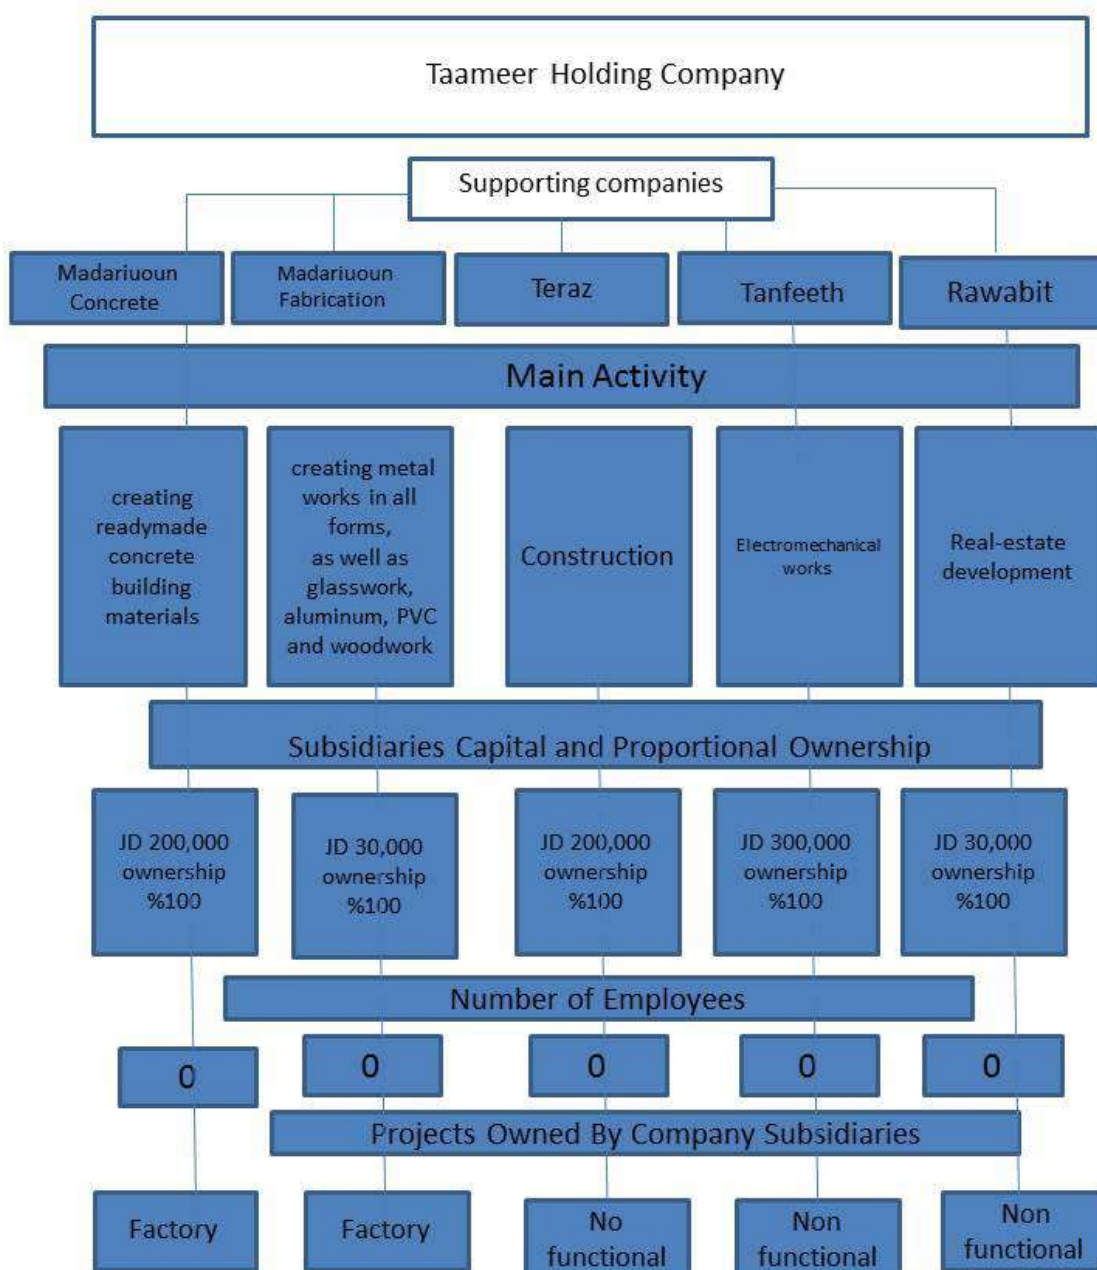 Taameer Holding Company
Supporting companies
Madariuoun
Concrete
Madariuoun
Fabrication
Teraz
Tanfeeth
Rawabit
Main Activity
creating
readymade
concrete
building
materials
creating metal
works in all
forms,
as well as
glasswork,
aluminum, PVC
and woodwork
Construction
Electromechanical
works
Real-estate
development
Subsidiaries Capital and Proportional Ownership
JD 200,000
ownership
%100
JD 30,000
ownership
%100
JD 200,000
ownership
%100
JD 300,000
ownership
%100
JD 30,000
ownership
%100
Number of Employees
0
0
0
0
0
Projects Owned By Company Subsidiaries
Factory
Factory
No
functional
Non
functional
Non
functional